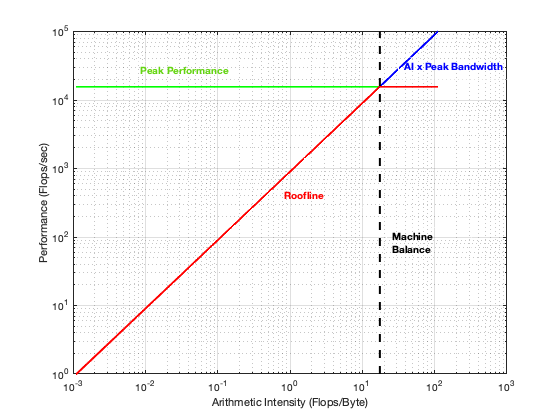 10^5
Peak Performance
AI x Peak Bandwidth
10^4
10^3
Roofline
Performance (Flops/sec)
10^2
Machine
Balance
10^1
10^0
10^-3
10^-2
10^-1
10^0
10^1
10^2
10^3
Arithmetic Intensity (Flops/Byte)